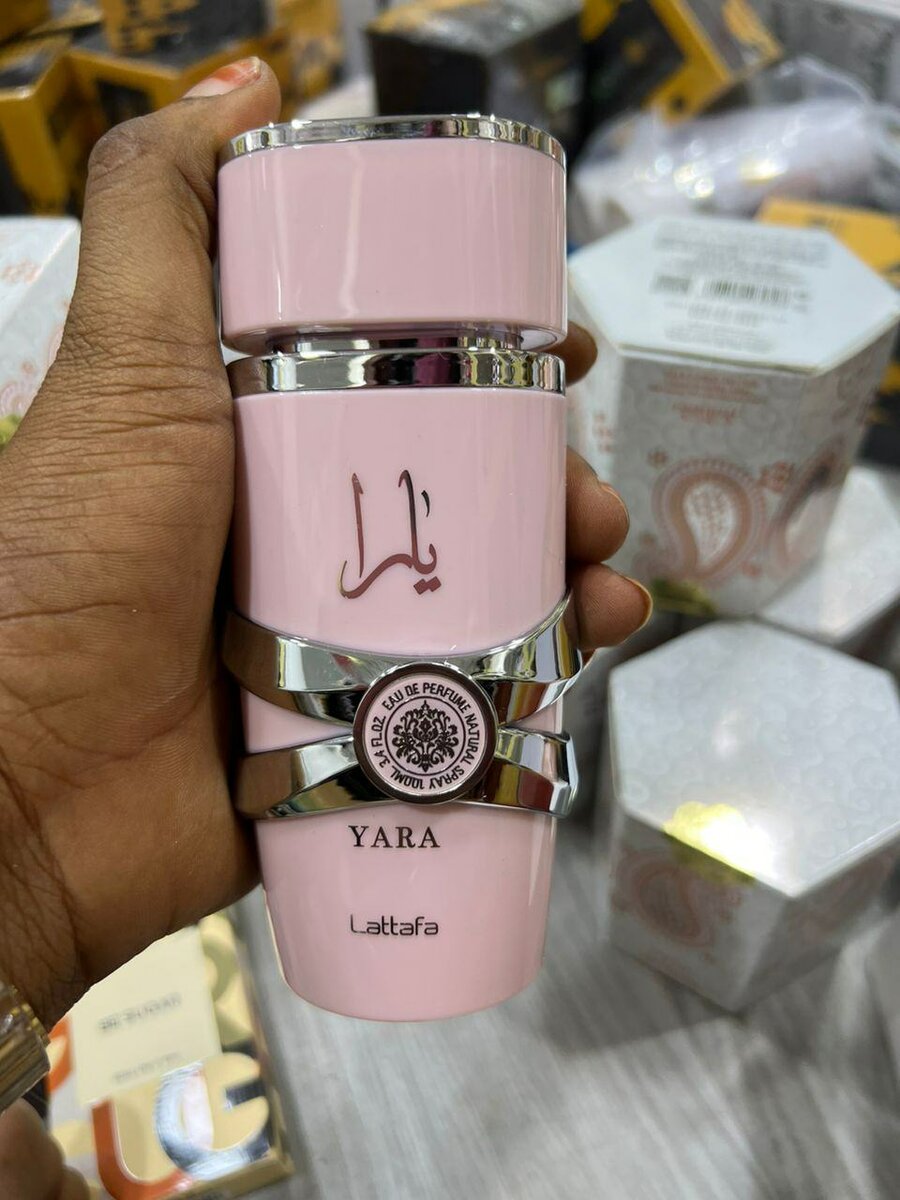 يارا
EAU DE PERFUME NATURAL SPRAY 100ML 3.4 FL.OZ.
YARA
Lattafa